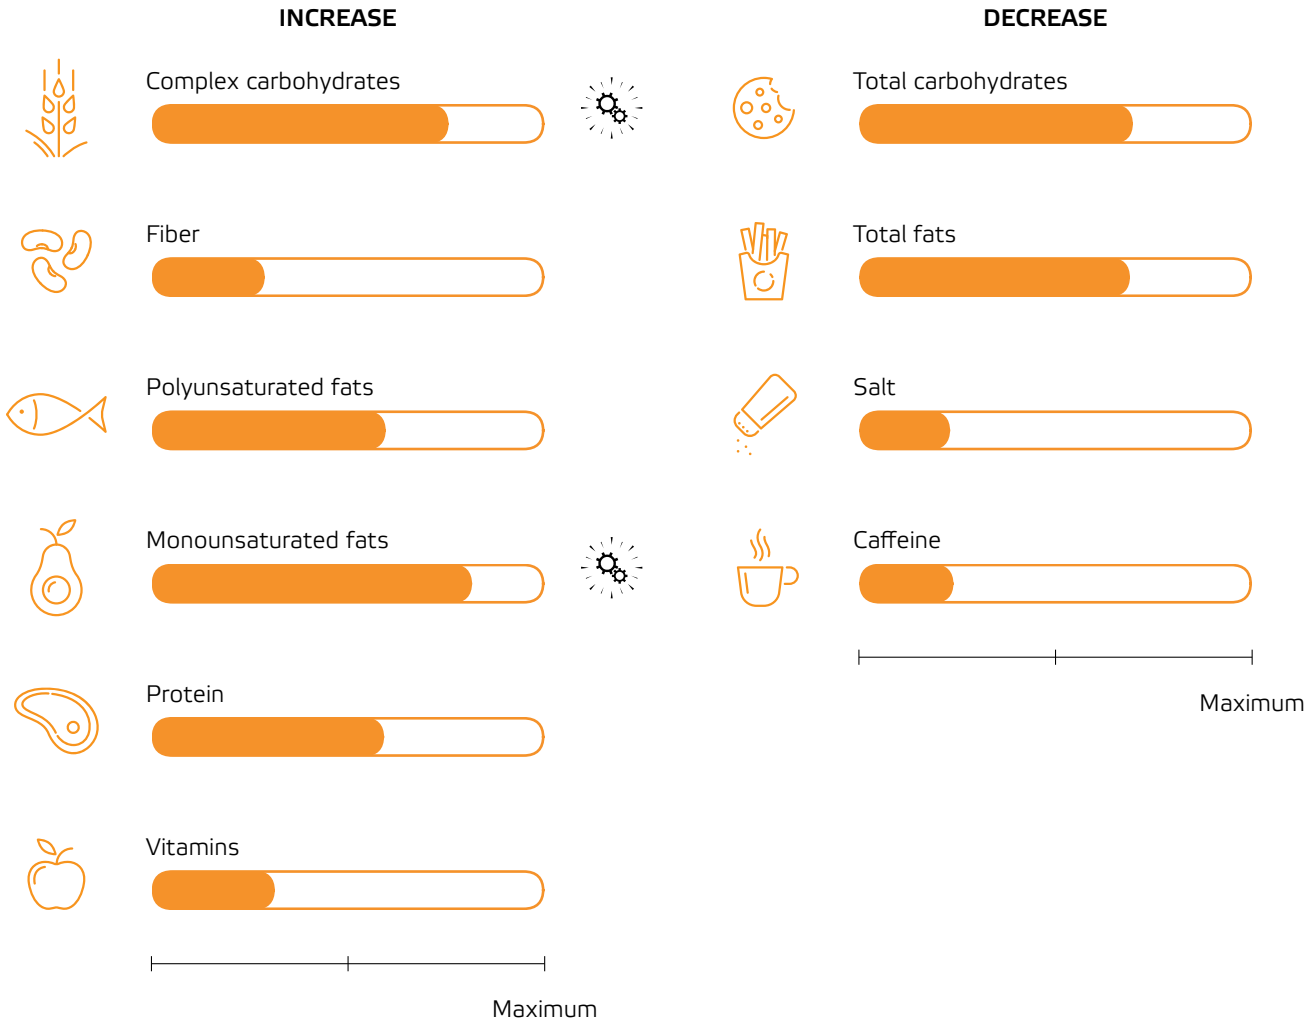 INCREASE
Complex carbohydrates
Fiber
Polyunsaturated fats
Monounsaturated fats
Protein
Vitamins
Maximum
DECREASE
Total carbohydrates
Total fats
Salt
Caffeine
Maximum